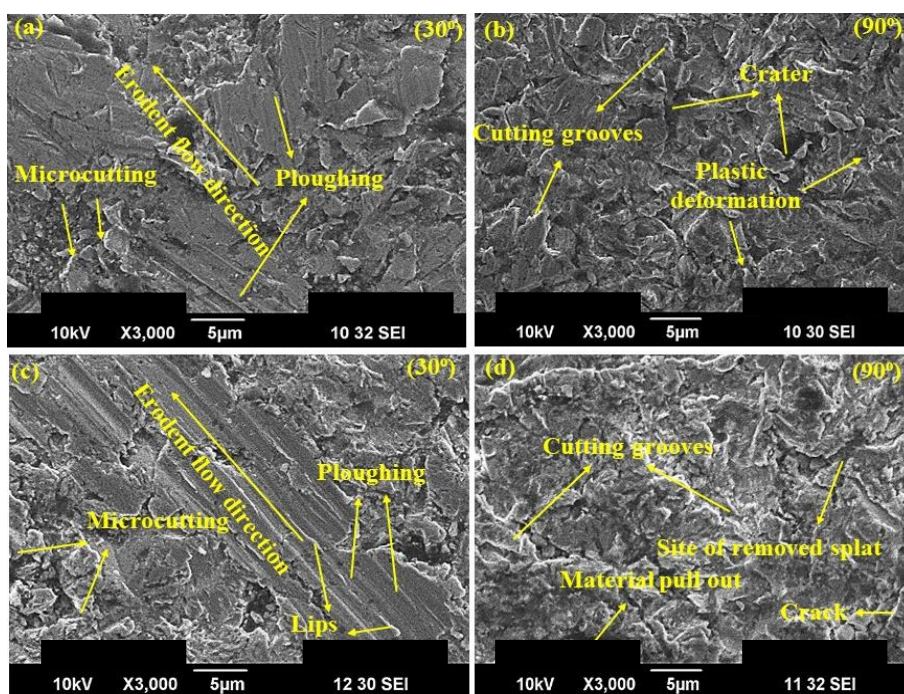 (a)
(30º)
Erodent flow direction
Microcutting
Ploughing
10kV X3,000 5µm 10 32 SEI
(b)
(90º)
Crater
Cutting grooves
Plastic
deformation
10kV X3,000 5µm 10 30 SEI
(c)
(30º)
Erodent flow direction
Ploughing
Microcutting
Lips
10kV X3,000 5µm 12 30 SEI
(d)
(90º)
Cutting grooves
Site of removed splat
Material pull out
Crack
10kV X3,000 5µm 11 32 SEI